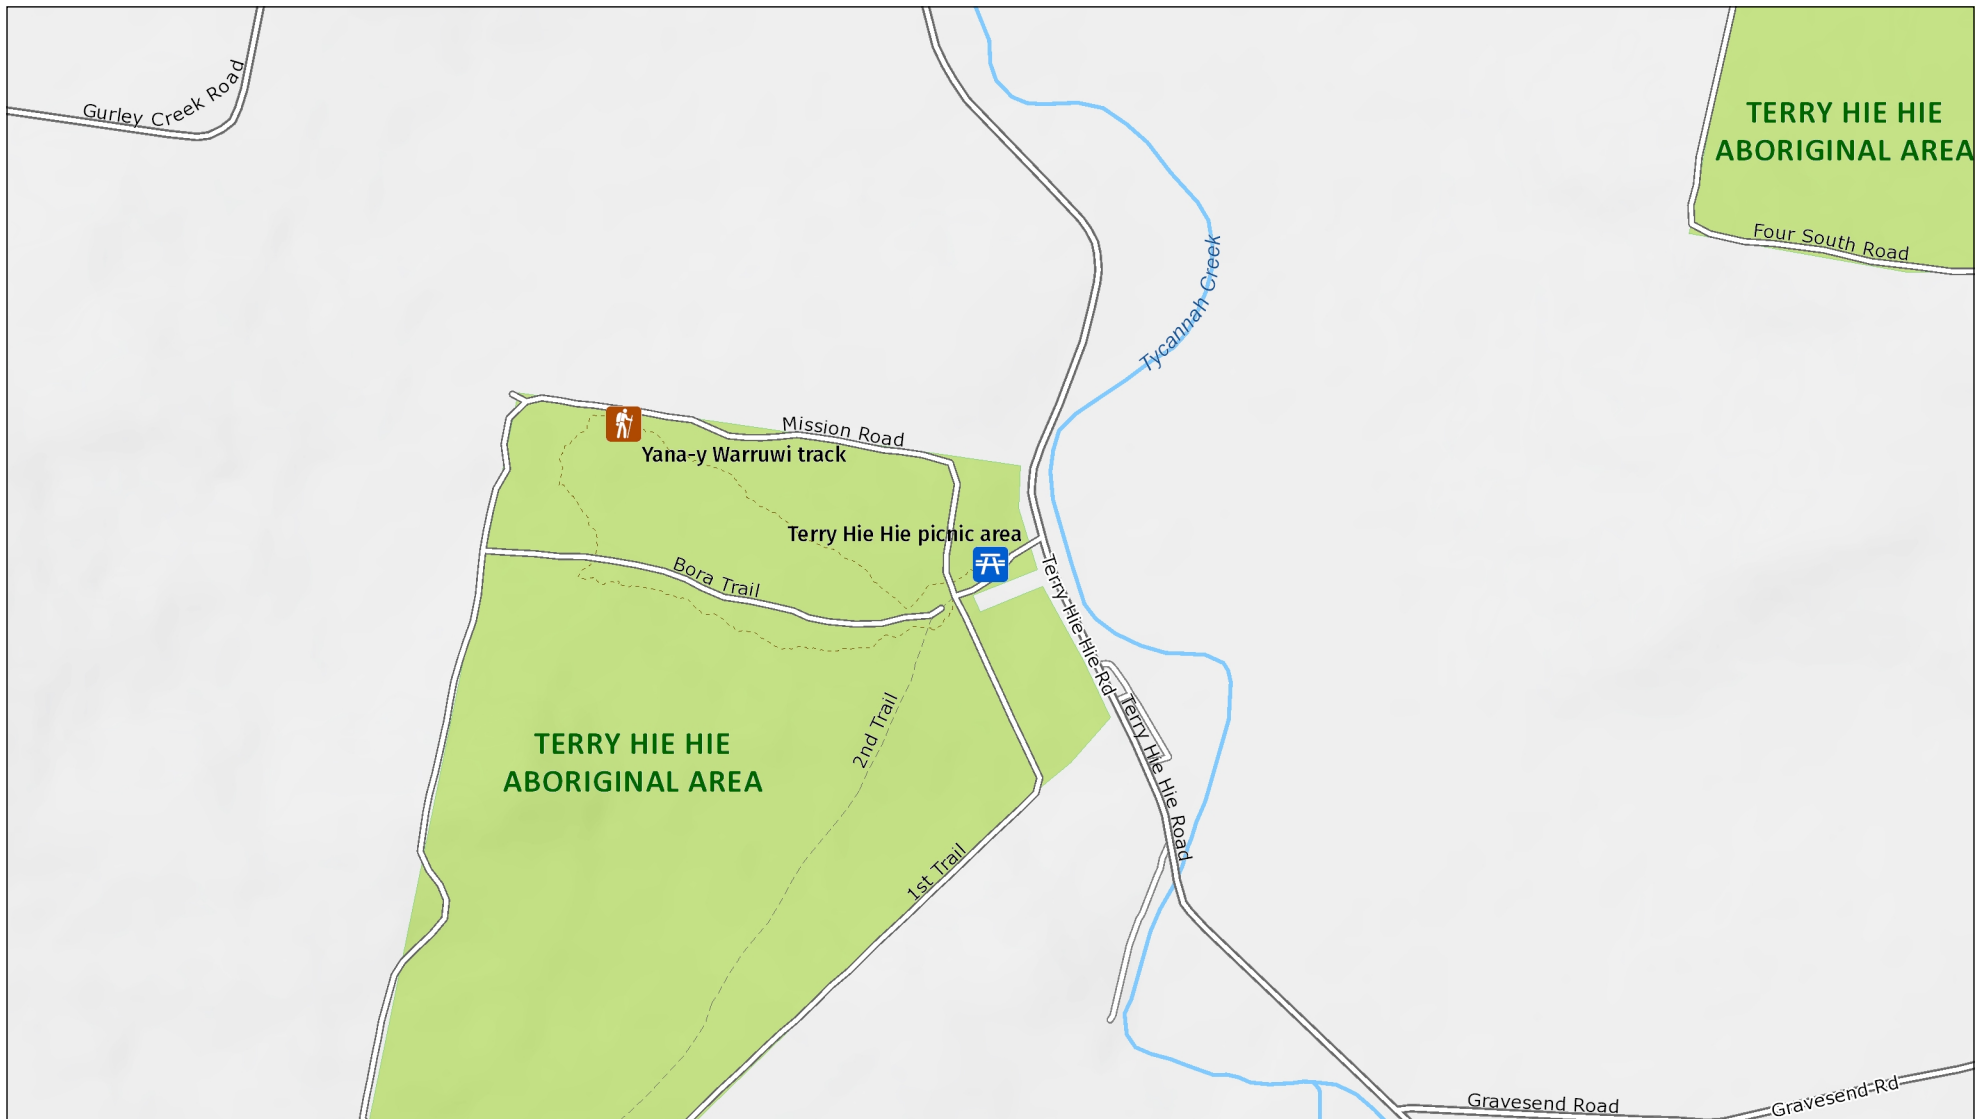 Gurley Creek Road
TERRY HIE HIE
ABORIGINAL AREA
Four South Road
Tycannah Creek
Mission Road
Yana-y Warruwi track
Terry Hie Hie picnic area
Bora Trail
Terry-Hie-Hie-Rd
2nd Trail
Terry Hie Hie Road
TERRY HIE HIE
ABORIGINAL AREA
1st Trail
Gravesend Road
Gravesend Rd